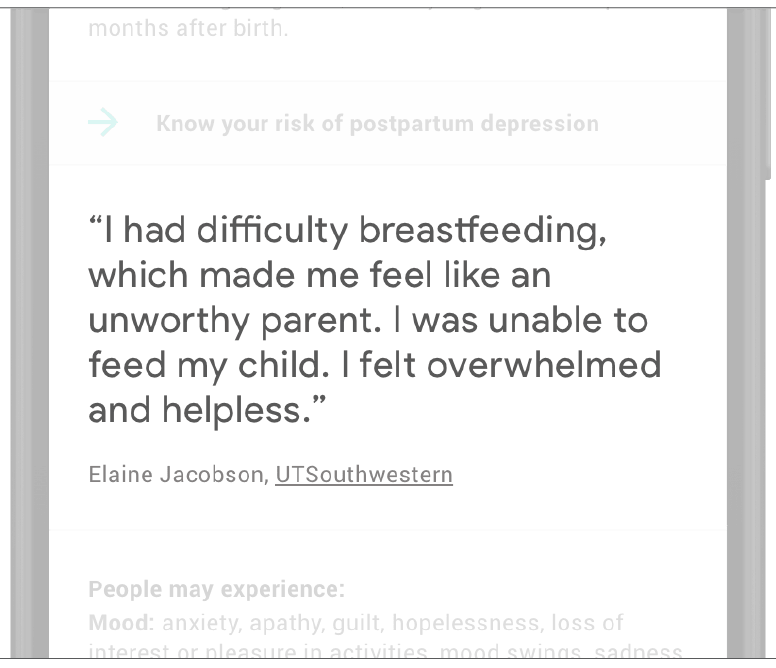 months after birth.
Know your risk of postpartum depression
“I had difficulty breastfeeding,
which made me feel like an
unworthy parent. I was unable to
feed my child. I felt overwhelmed
and helpless.”
Elaine Jacobson, UTSouthwestern
People may experience:
Mood: anxiety, apathy, guilt, hopelessness, loss of
interest or pleasure in activities, mood swings, sadness